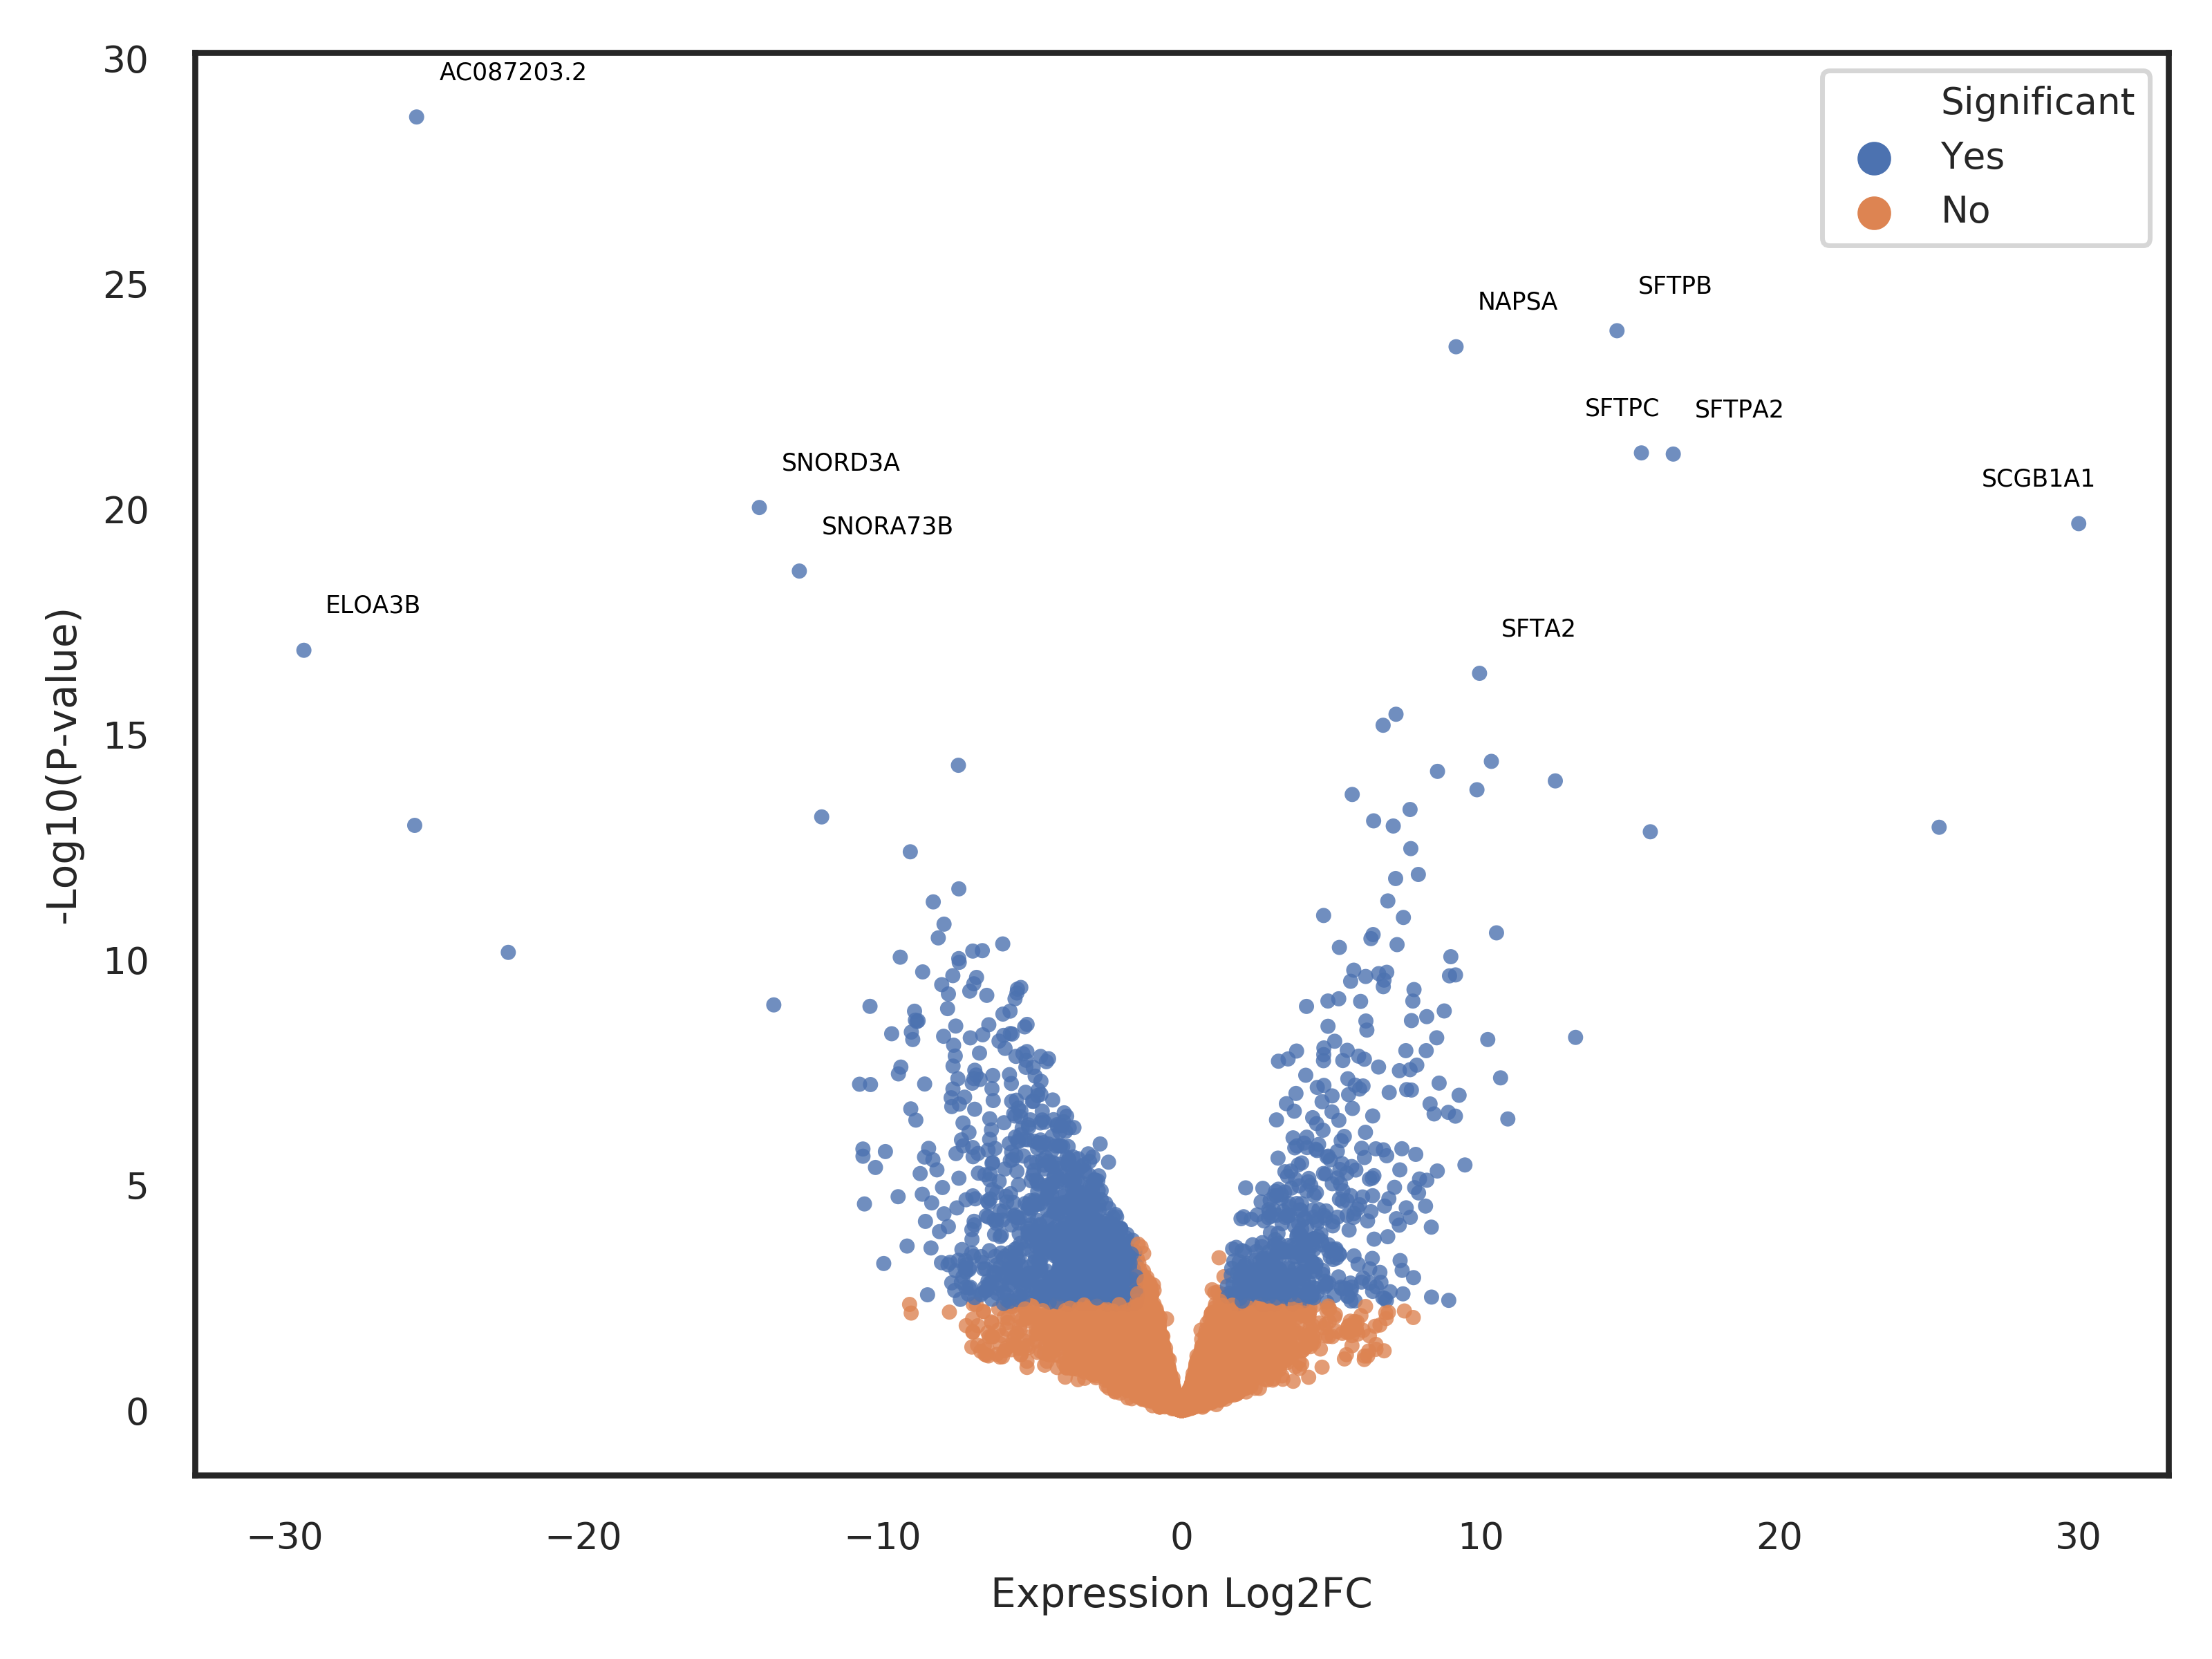 30
25
20
15
10
5
0
-Log10(P-value)
AC087203.2
Significant
Yes
No
SFTPB
NAPSA
SFTPC
SFTPA2
SNORD3A
SCGB1A1
SNORA73B
ELOA3B
SFTA2
−30
−20
−10
0
10
20
30
Expression Log2FC